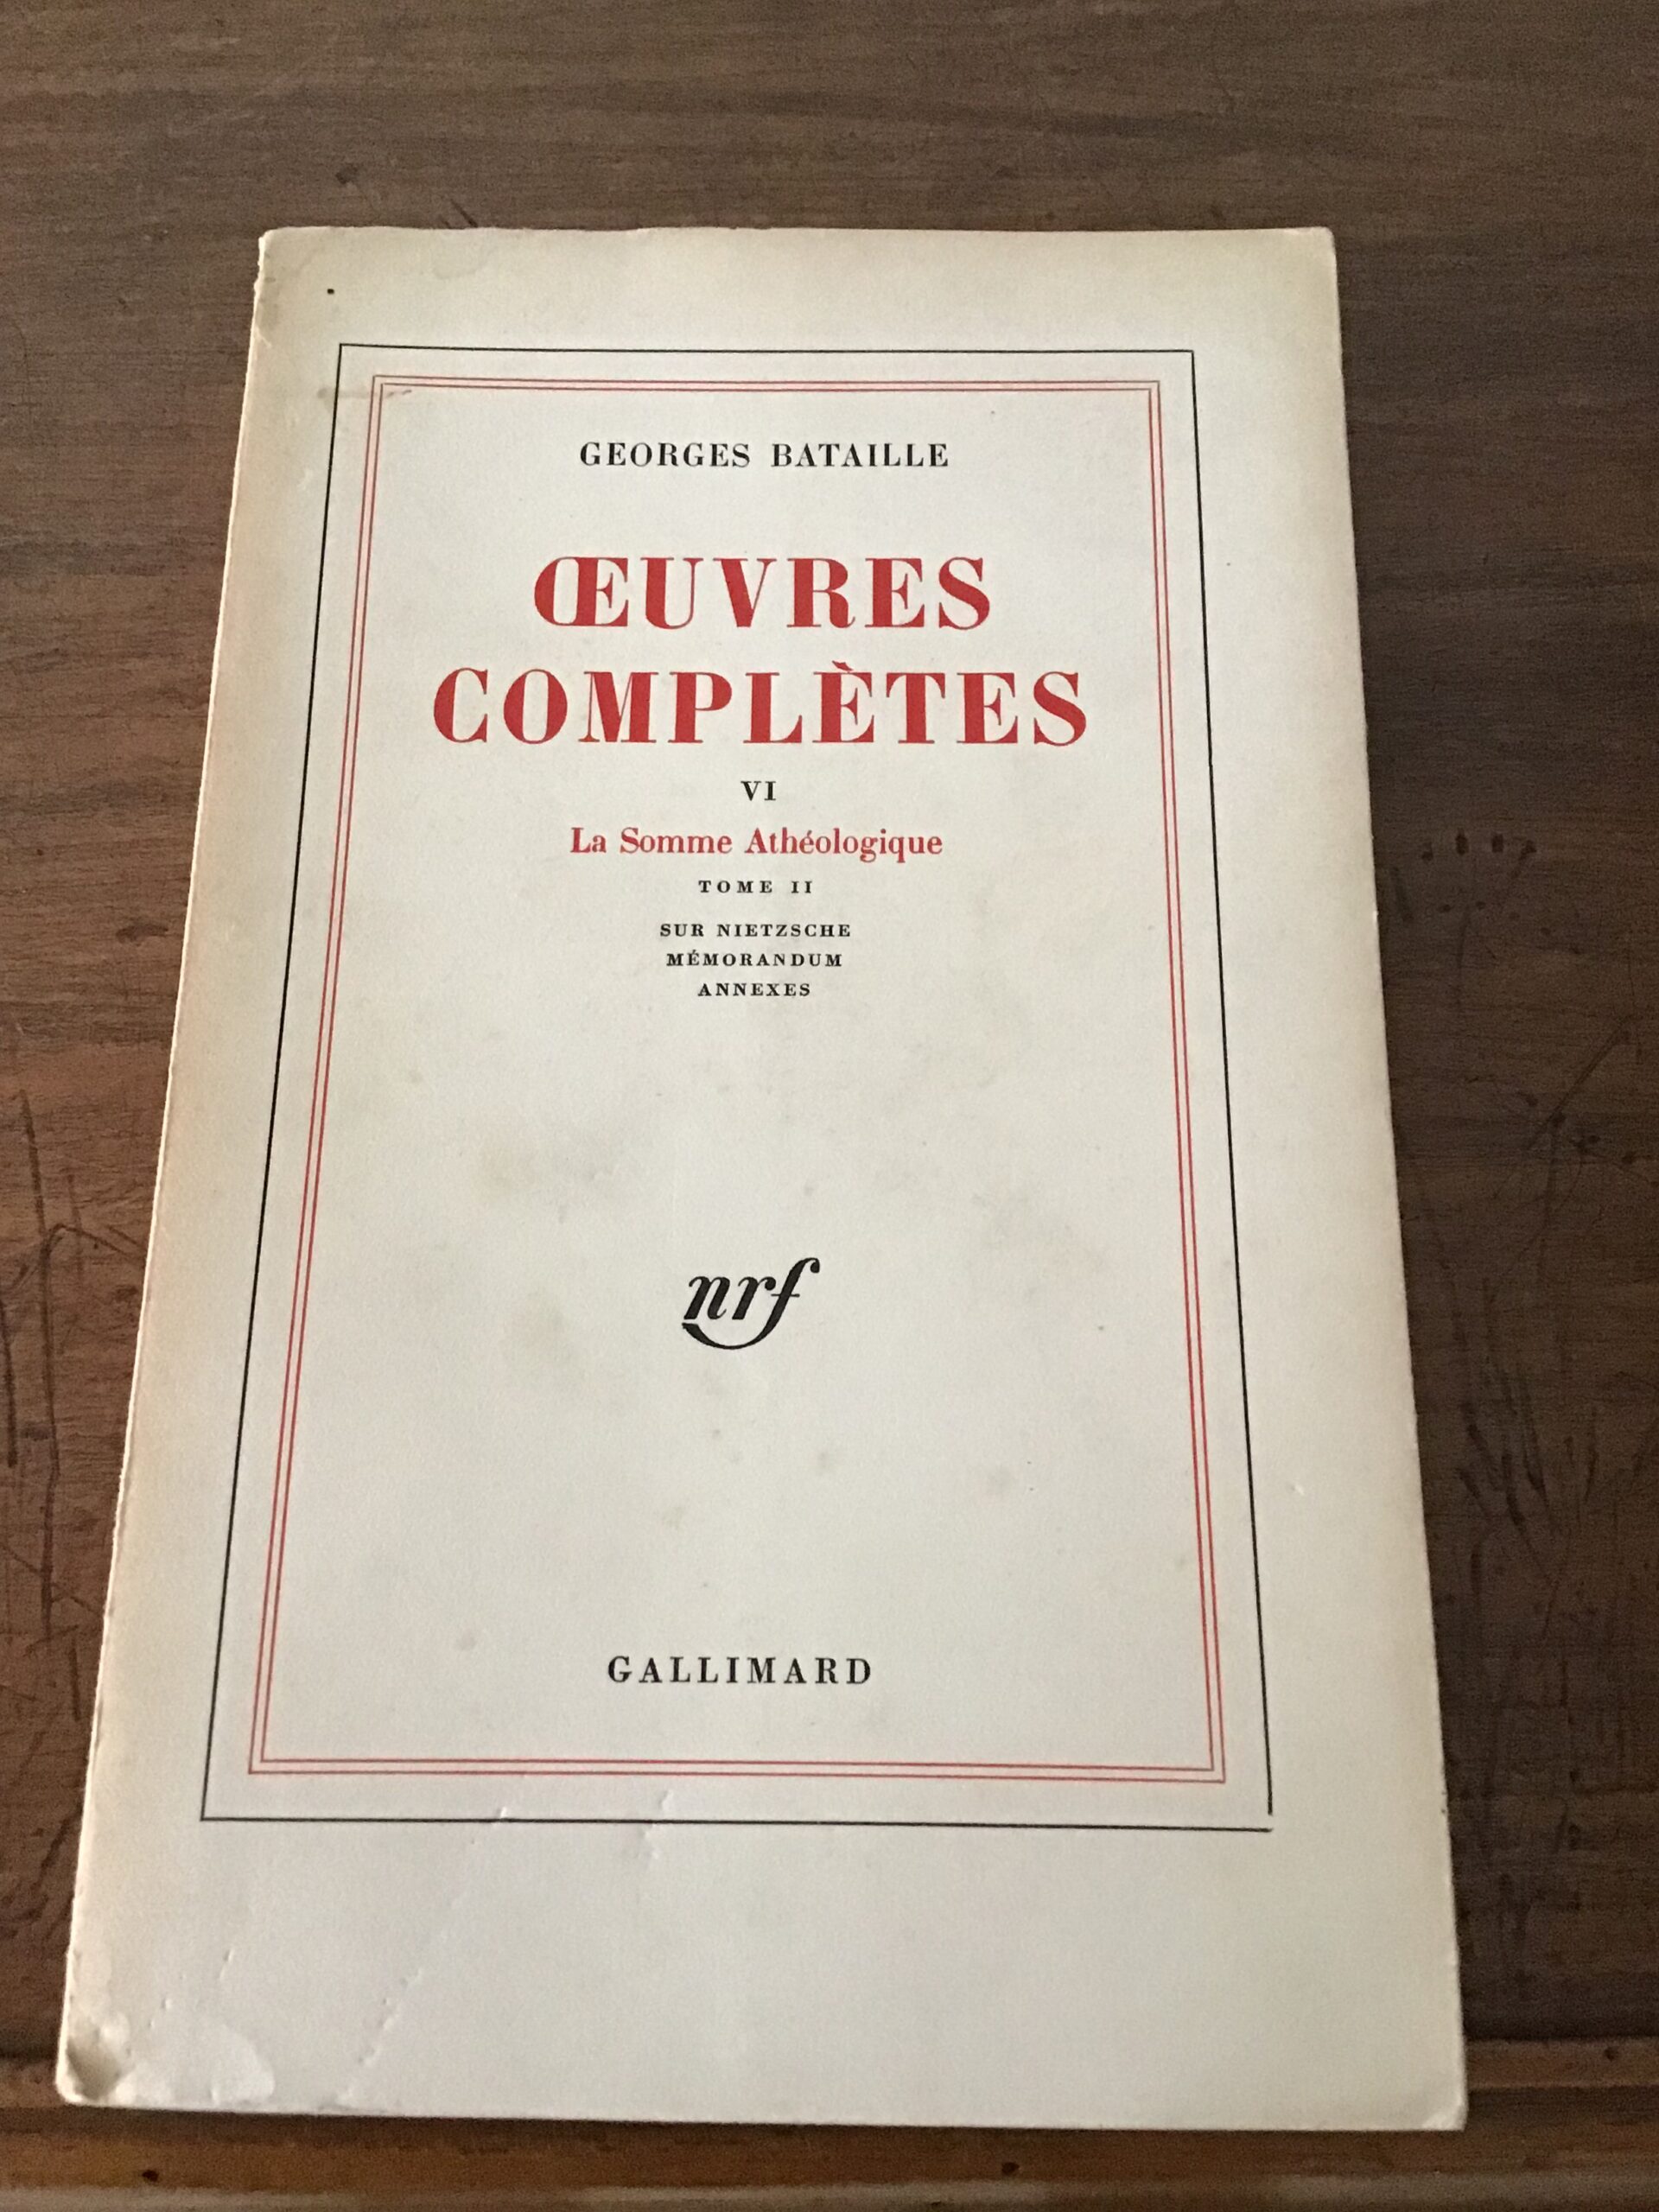 GEORGES BATAILLE
ŒUVRES
COMPLÈTES
VI
La Somme Athéologique
TOME II
SUR NIETZSCHE
MÉMORANDUM
ANNEXES
nrf
GALLIMARD